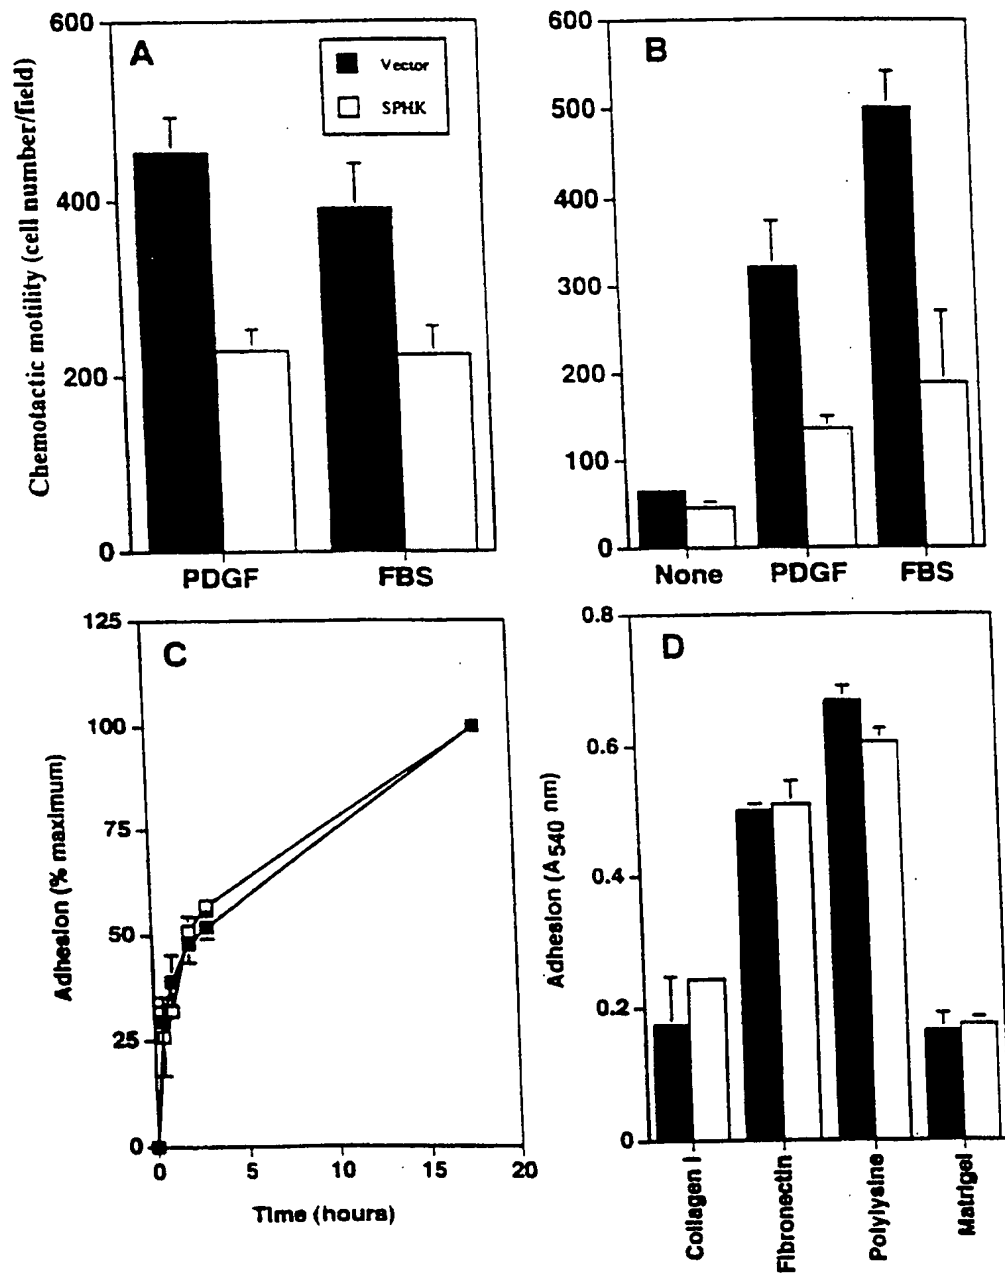 A
Vector
SPHK
Chemotactic motility (cell number/field)
600
400
200
0
PDGF
FBS
B
600
500
400
300
200
100
0
None
PDGF
FBS
C
Adhesion (% maximum)
125
100
75
50
25
0
0
5
10
15
20
Time (hours)
D
Adhesion (A540 nm)
0.8
0.6
0.4
0.2
0
Collagen I
Fibronectin
Polylysine
Matrigel